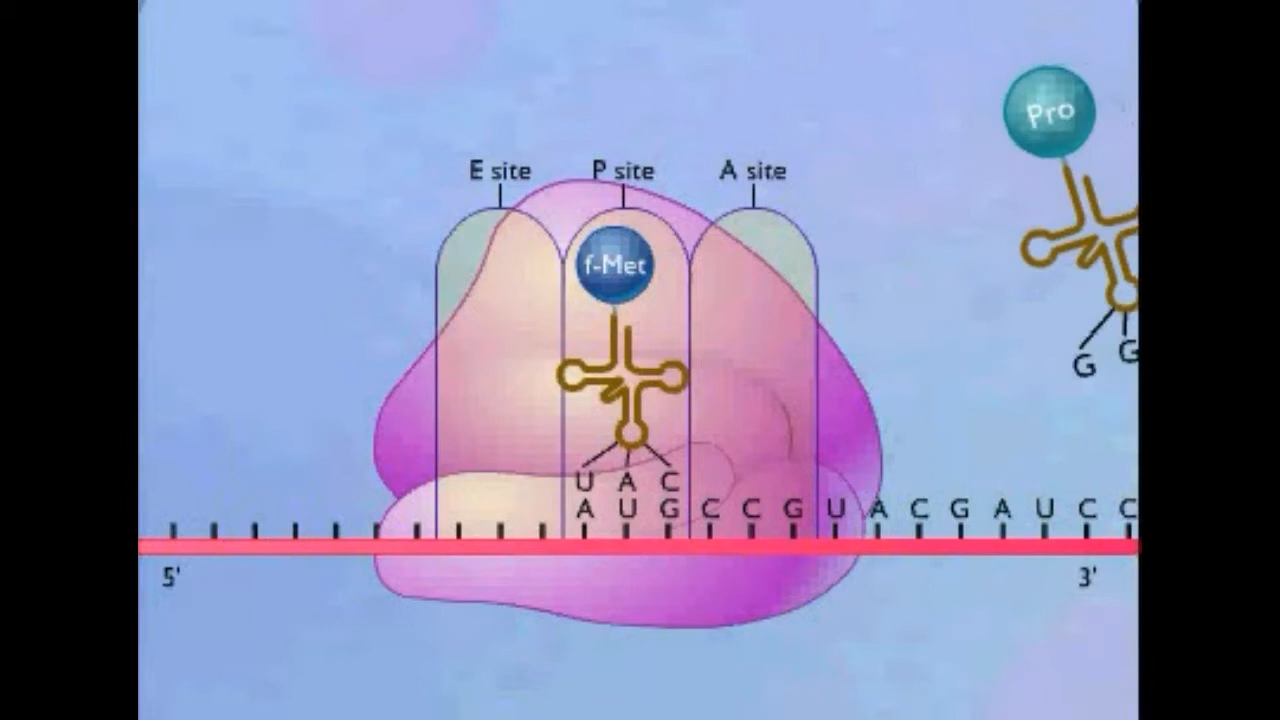 Pro
E site P site A site
f-Met
G G
U A C
A U G C C G U A C G A U C C
5' 3'